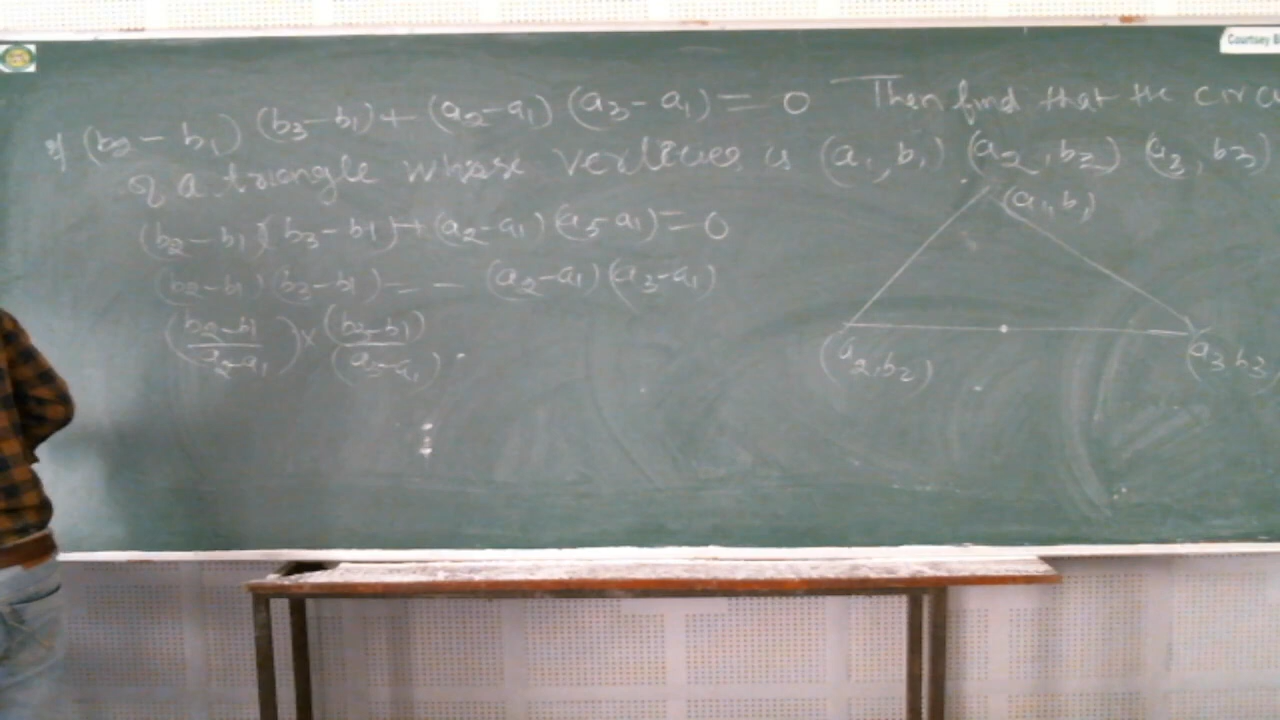 If (b2 - b1) (b3 - b1) + (a2 - a1) (a3 - a1) = 0 Then find that the circu
of a triangle whose vertices is (a1, b1) (a2, b2) (a3, b3)
(b2 - b1)(b3 - b1) + (a2 - a1)(a3 - a1) = 0
(b2 - b1)(b3 - b1) = - (a2 - a1)(a3 - a1)
(b2 - b1 / a2 - a1) × (b3 - b1) / (a3 - a1)
(a1, b1)
(a2, b2)
(a3 b3
Courtsey B